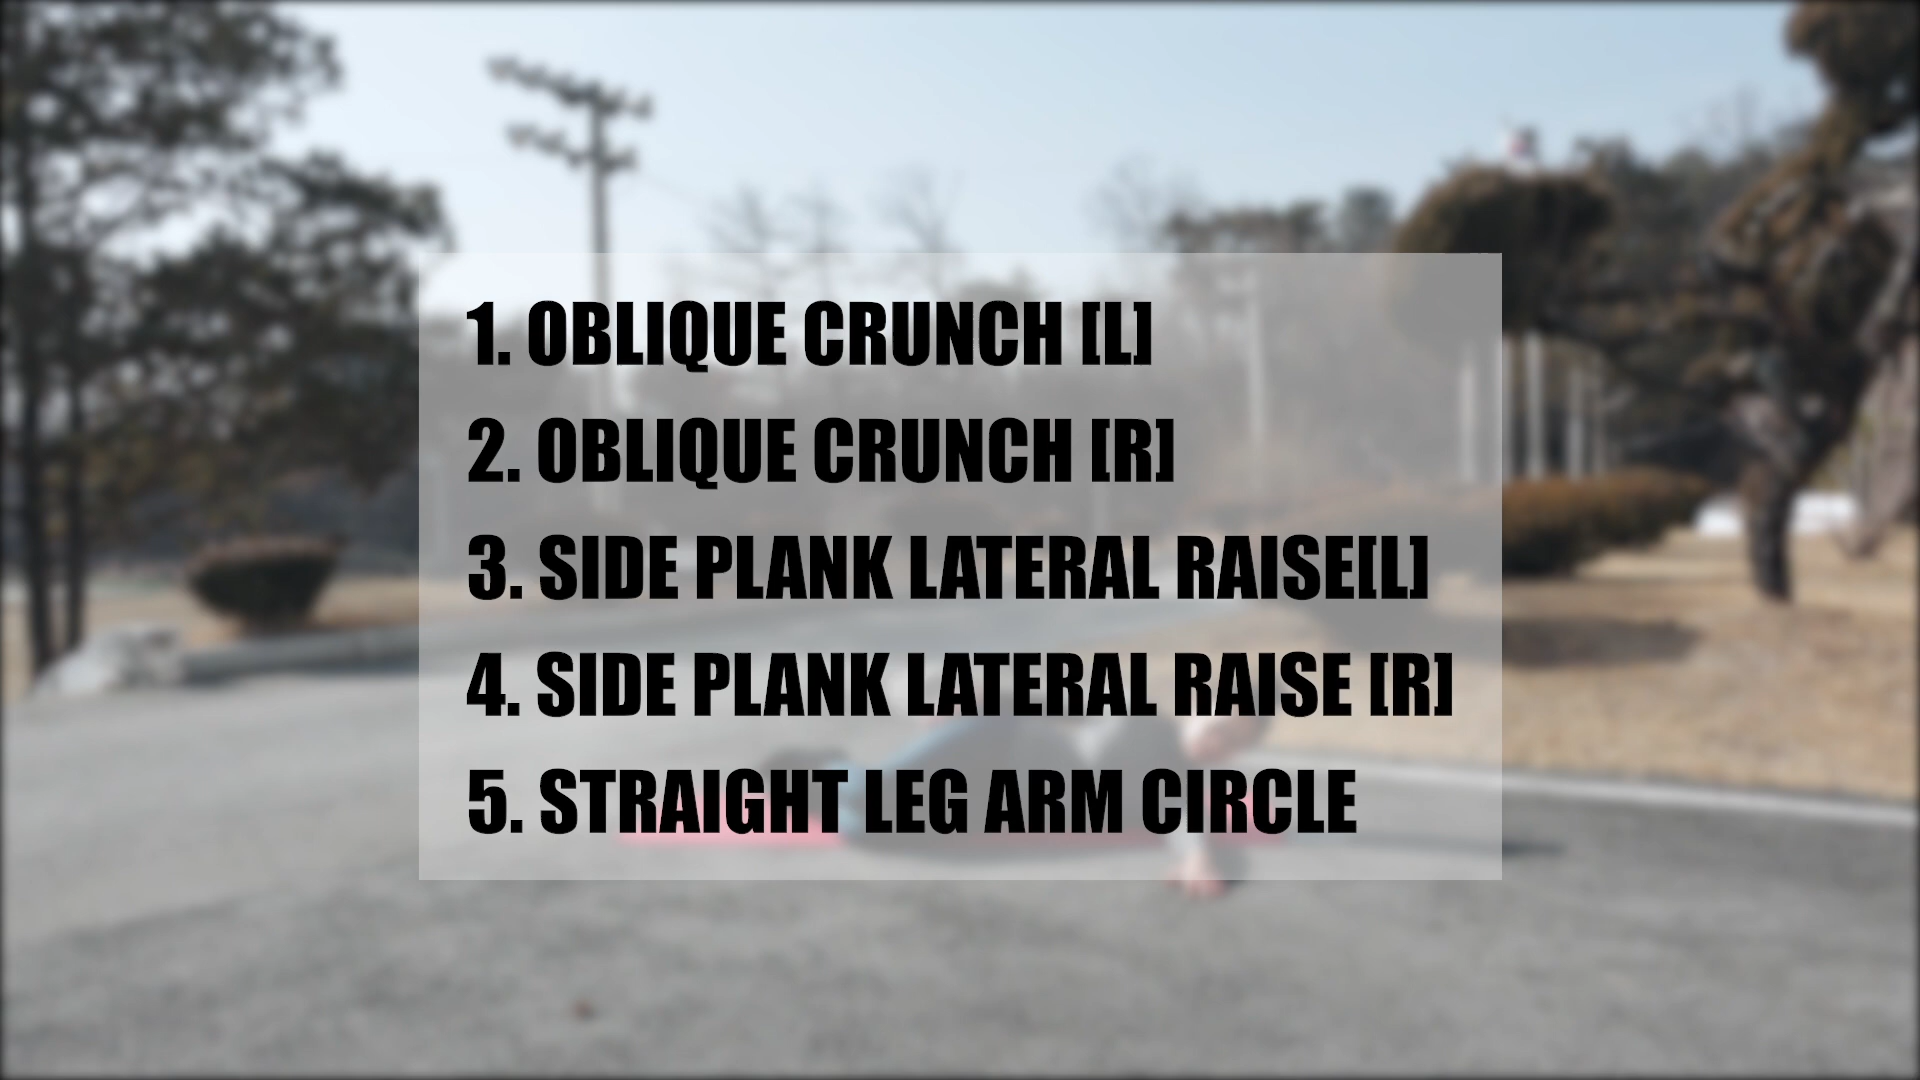 1. OBLIQUE CRUNCH [L]
2. OBLIQUE CRUNCH [R]
3. SIDE PLANK LATERAL RAISE[L]
4. SIDE PLANK LATERAL RAISE [R]
5. STRAIGHT LEG ARM CIRCLE